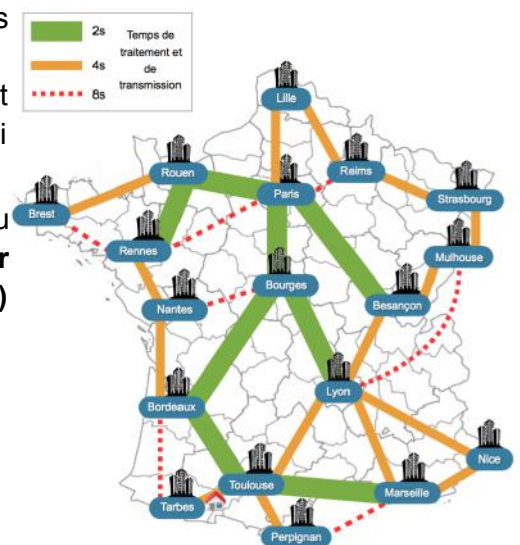 s
t
i
u
r
)
2s
4s
8s
Temps de
traitement et
de
transmission
Lille
Rouen
Paris
Reims
Strasbourg
Brest
Rennes
Mulhouse
Nantes
Bourges
Besançon
Bordeaux
Lyon
Nice
Toulouse
Marseille
Tarbes
Perpignan